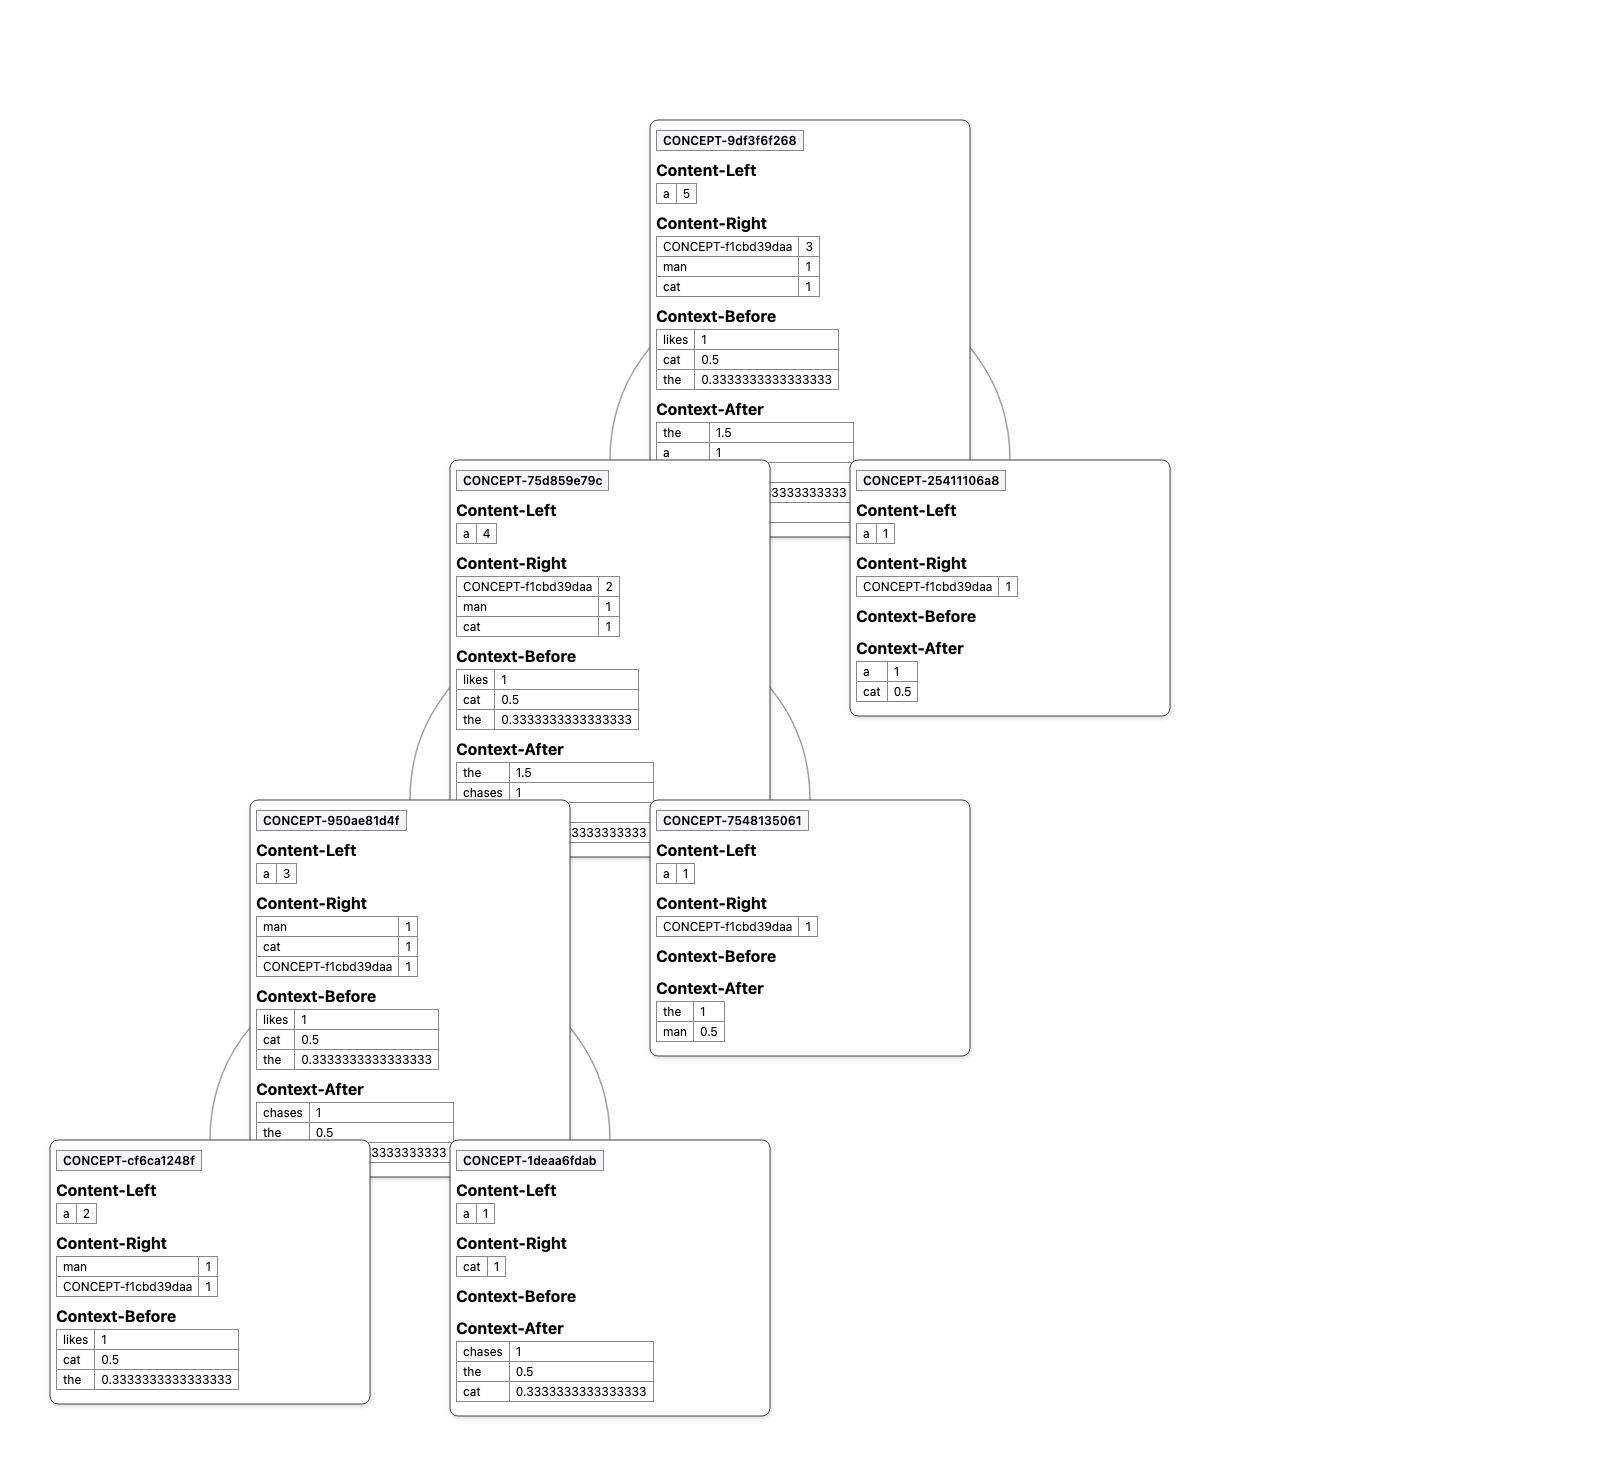 CONCEPT-9df3f6f268
Content-Left
a 5
Content-Right
CONCEPT-f1cbd39daa 3
man 1
cat 1
Context-Before
likes 1
cat 0.5
the 0.3333333333333333
Context-After
the 1.5
a 1
3333333333
CONCEPT-75d859e79c
Content-Left
a 4
Content-Right
CONCEPT-f1cbd39daa 2
man 1
cat 1
Context-Before
likes 1
cat 0.5
the 0.3333333333333333
Context-After
the 1.5
chases 1
3333333333
CONCEPT-25411106a8
Content-Left
a 1
Content-Right
CONCEPT-f1cbd39daa 1
Context-Before
Context-After
a 1
cat 0.5
CONCEPT-950ae81d4f
Content-Left
a 3
Content-Right
man 1
cat 1
CONCEPT-f1cbd39daa 1
Context-Before
likes 1
cat 0.5
the 0.3333333333333333
Context-After
chases 1
the 0.5
3333333333
CONCEPT-7548135061
Content-Left
a 1
Content-Right
CONCEPT-f1cbd39daa 1
Context-Before
Context-After
the 1
man 0.5
CONCEPT-cf6ca1248f
Content-Left
a 2
Content-Right
man 1
CONCEPT-f1cbd39daa 1
Context-Before
likes 1
cat 0.5
the 0.3333333333333333
CONCEPT-1deaa6fdab
Content-Left
a 1
Content-Right
cat 1
Context-Before
Context-After
chases 1
the 0.5
cat 0.3333333333333333